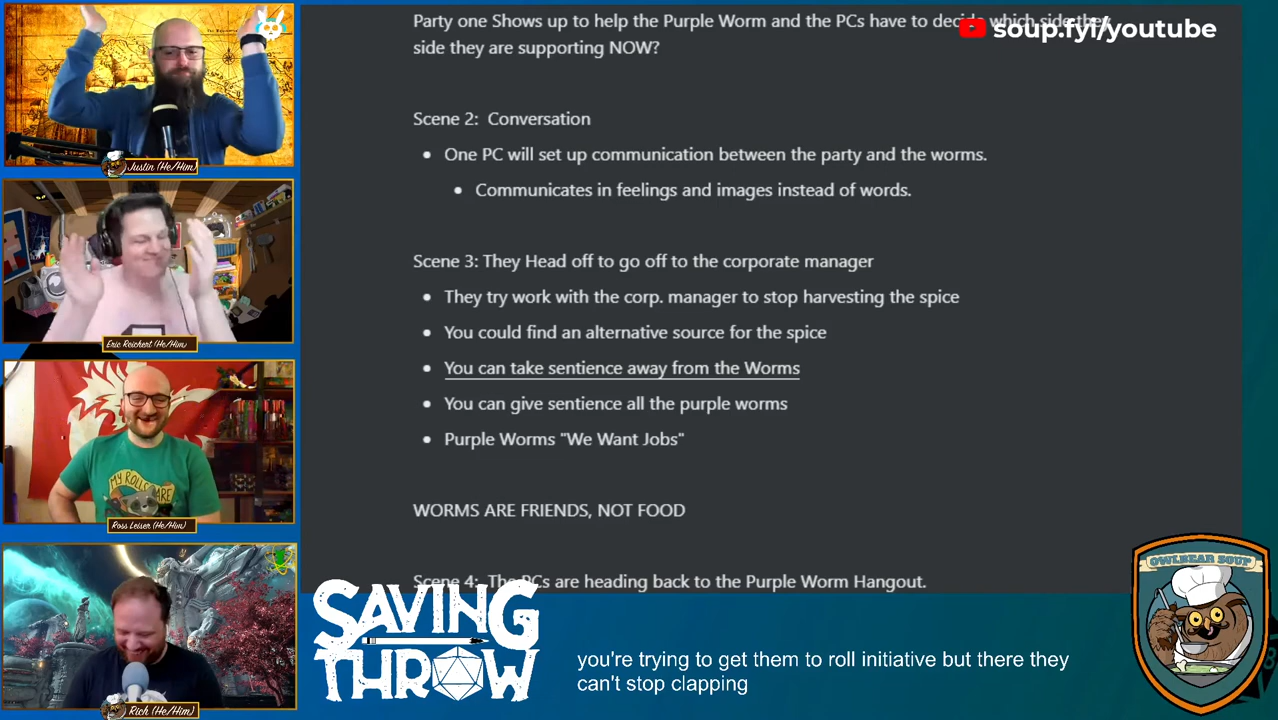 Party one Shows up to help the Purple Worm and the PCs have to decide which side they
side they are supporting NOW?
soup.fyi/youtube
Scene 2:  Conversation
One PC will set up communication between the party and the worms.
Communicates in feelings and images instead of words.
Scene 3: They Head off to go off to the corporate manager
They try work with the corp. manager to stop harvesting the spice
You could find an alternative source for the spice
You can take sentience away from the Worms
You can give sentience all the purple worms
Purple Worms "We Want Jobs"
WORMS ARE FRIENDS, NOT FOOD
Scene 4:  The PCs are heading back to the Purple Worm Hangout.
Justin (He/Him)
Eric Reichert (He/Him)
MY ROLLS ARE
Ross Leiser (He/Him)
Rich (He/Him)
SAVING
THROW
you're trying to get them to roll initiative but there they
can't stop clapping
OWLBEAR SOUP